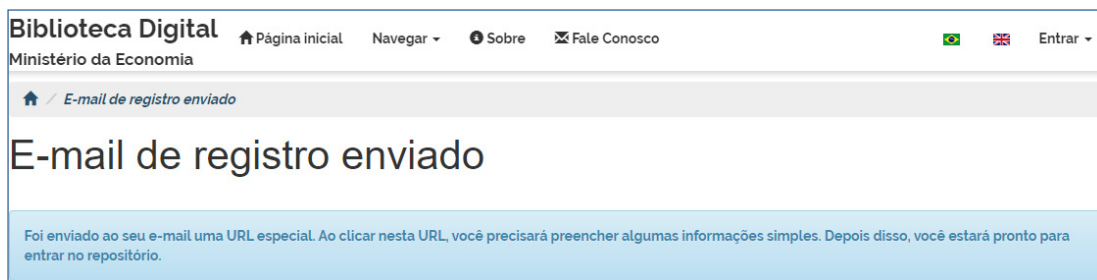 Biblioteca Digital
Ministério da Economia
Página inicial Navegar Sobre Fale Conosco Entrar
/ E-mail de registro enviado
E-mail de registro enviado
Foi enviado ao seu e-mail uma URL especial. Ao clicar nesta URL, você precisará preencher algumas informações simples. Depois disso, você estará pronto para
entrar no repositório.